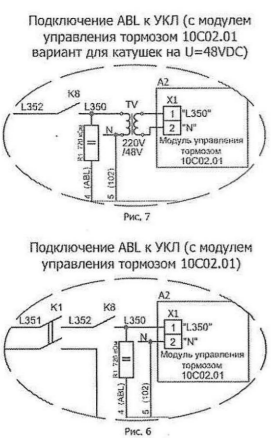 Подключение ABL к УКЛ (с модулем
управления тормозом 10С02.01
вариант для катушек на U=48VDC)
A2
K8
L352
L350
TV
X1
1 "L350"
N
2 "N"
220V
/48V
Модуль управления
тормозом
10С02.01
R1 720 кОм
4 (ABL)
5 (102)
Рис. 7
Подключение ABL к УКЛ (с модулем
управления тормозом 10С02.01)
A2
K1
K8
L351
L352
L350
X1
1 "L350"
N
2 "N"
Модуль управления
тормозом
10С02.01
R1 720 кОм
4 (ABL)
5 (102)
Рис. 6